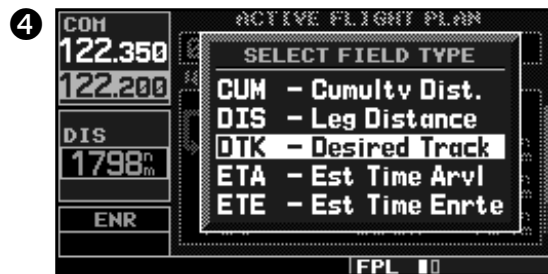 4
COM
ACTIVE FLIGHT PLAN
122.350
122.200
SELECT FIELD TYPE
CUM – Cumultv Dist.
DIS – Leg Distance
DTK – Desired Track
ETA – Est Time Arvl
ETE – Est Time Enrte
DIS
1798nm
ENR
FPL